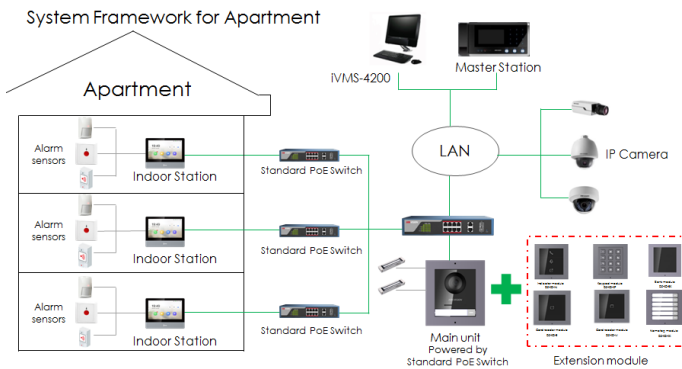 System Framework for Apartment
iVMS-4200
Master Station
Apartment
LAN
IP Camera
Alarm
sensors
Indoor Station
Standard PoE Switch
Alarm
sensors
Indoor Station
Standard PoE Switch
Alarm
sensors
Indoor Station
Standard PoE Switch
Main unit
Powered by
Standard PoE Switch
Extension module